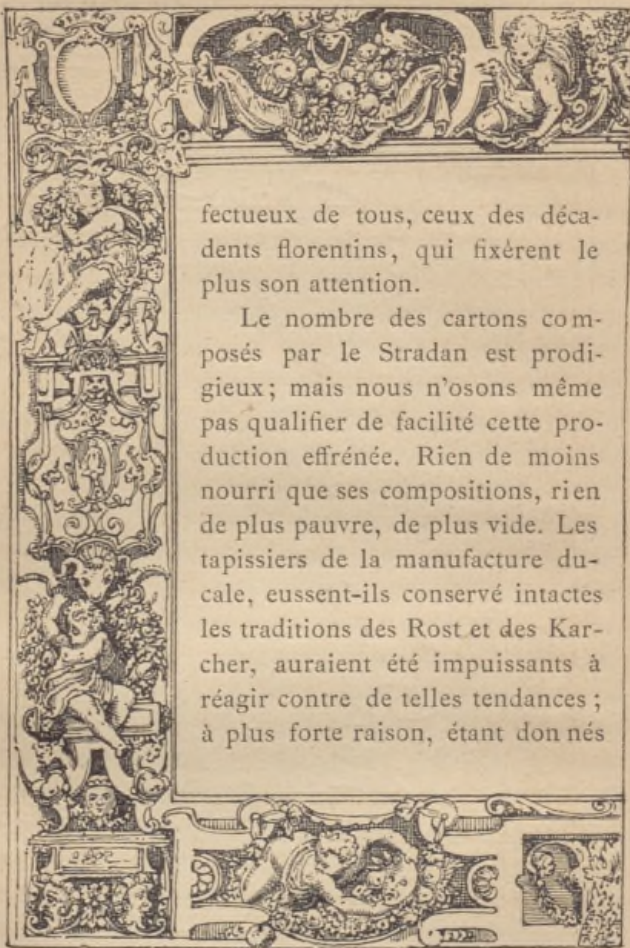 fectueux de tous, ceux des déca-
dents florentins, qui fixèrent le
plus son attention.
Le nombre des cartons com-
posés par le Stradan est prodi-
gieux; mais nous n'osons même
pas qualifier de facilité cette pro-
duction effrénée. Rien de moins
nourri que ses compositions, rien
de plus pauvre, de plus vide. Les
tapissiers de la manufacture du-
cale, eussent-ils conservé intactes
les traditions des Rost et des Kar-
cher, auraient été impuissants à
réagir contre de telles tendances;
à plus forte raison, étant don nés